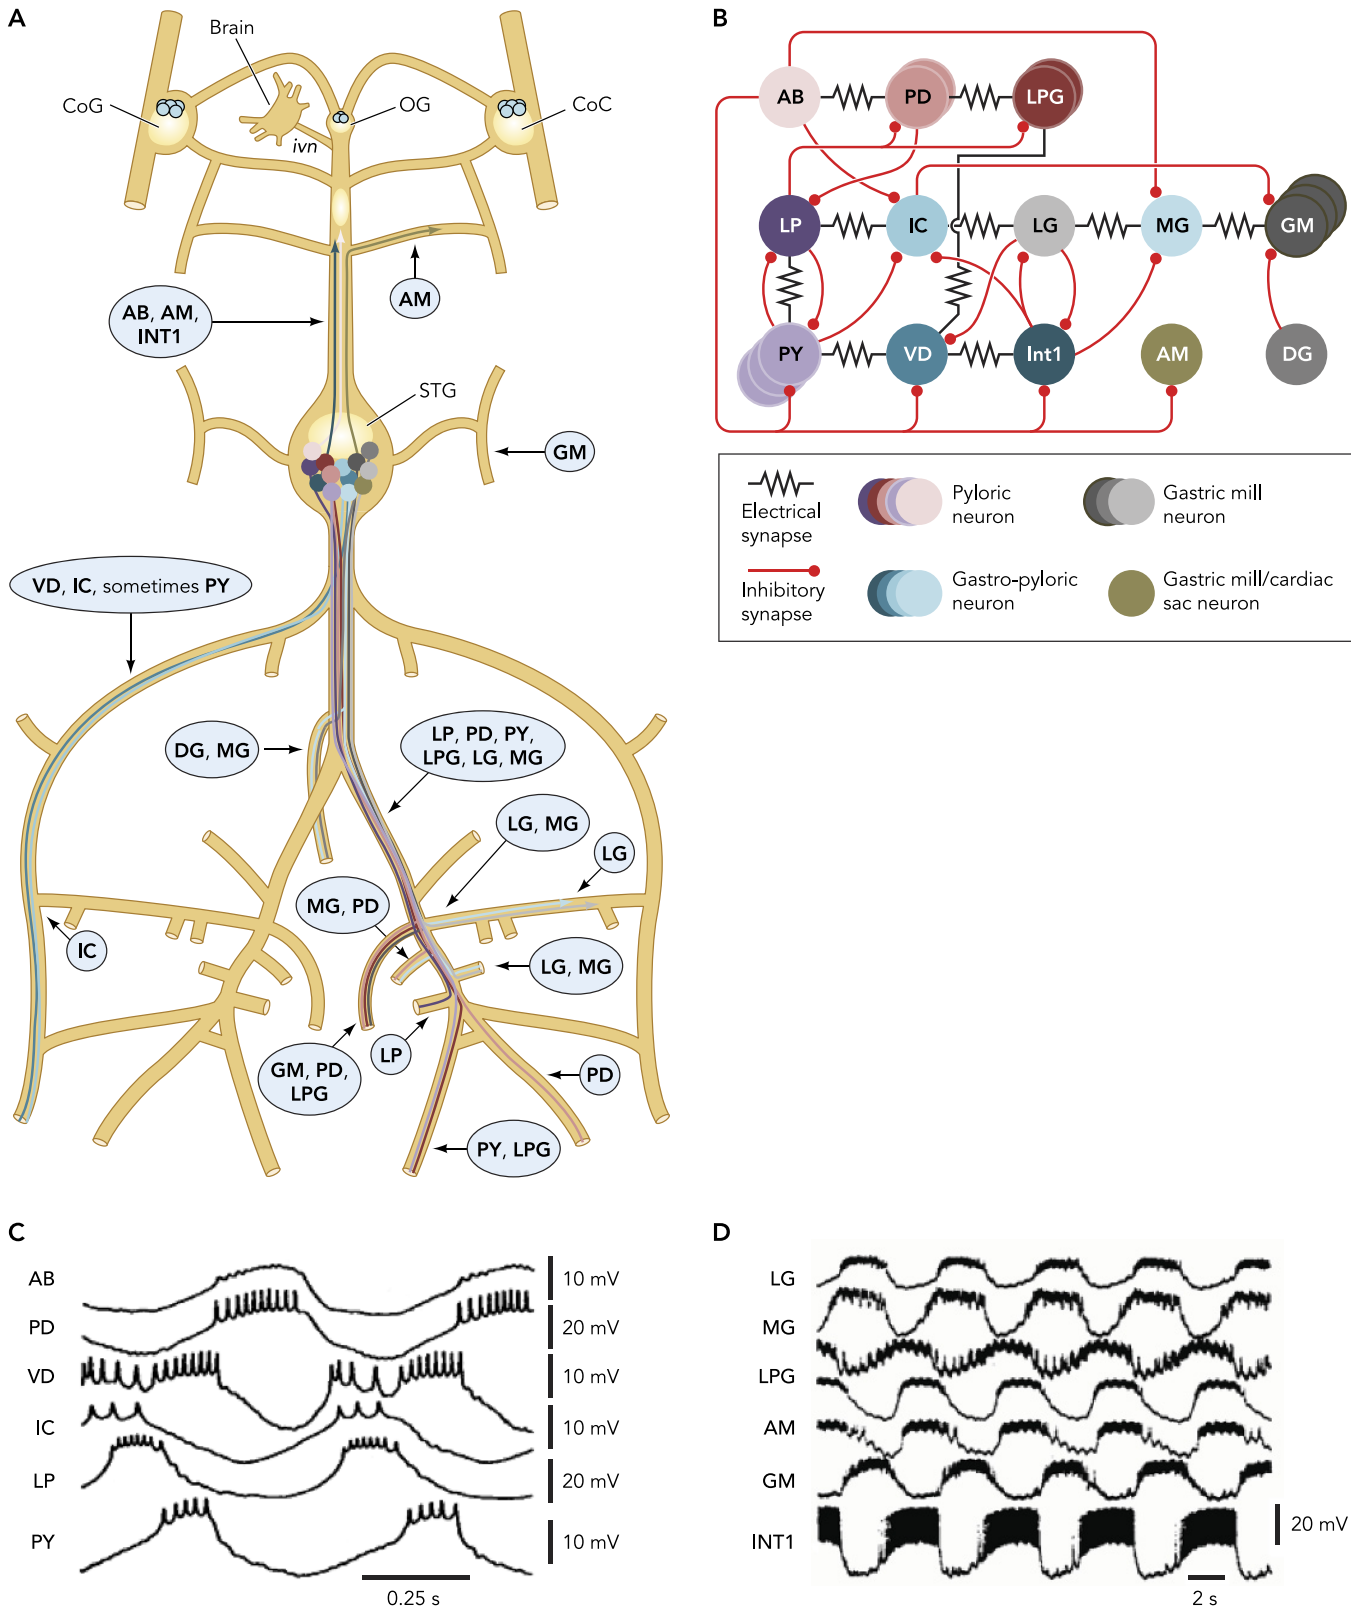 A
Brain
CoG
OG
CoC
ivn
AM
AB, AM,
INT1
STG
GM
VD, IC, sometimes PY
DG, MG
LP, PD, PY,
LPG, LG, MG
LG, MG
LG
MG, PD
IC
LG, MG
LP
GM, PD,
LPG
PD
PY, LPG
B
AB
PD
LPG
LP
IC
LG
MG
GM
PY
VD
Int1
AM
DG
Electrical
synapse
Pyloric
neuron
Gastric mill
neuron
Inhibitory
synapse
Gastro-pyloric
neuron
Gastric mill/cardiac
sac neuron
C
AB
10 mV
PD
20 mV
VD
10 mV
IC
10 mV
LP
20 mV
PY
10 mV
0.25 s
D
LG
MG
LPG
AM
GM
INT1
20 mV
2 s